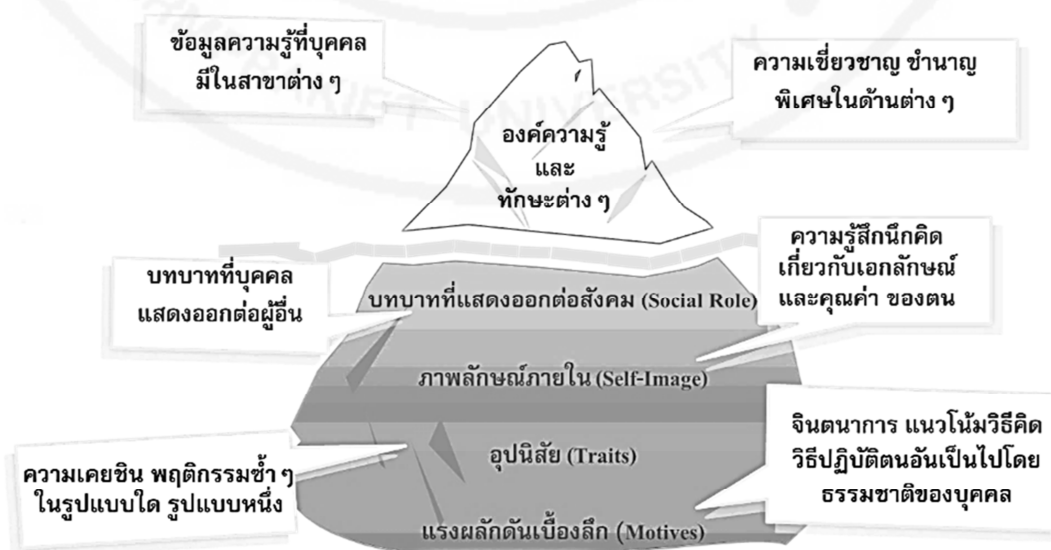 ข้อมูลความรู้ที่บุคคล
มีในสาขาต่าง ๆ
ความเชี่ยวชาญ ชำนาญ
พิเศษในด้านต่าง ๆ
องค์ความรู้
และ
ทักษะต่าง ๆ
บทบาทที่บุคคล
แสดงออกต่อผู้อื่น
บทบาทที่แสดงออกต่อสังคม (Social Role)
ความรู้สึกนึกคิด
เกี่ยวกับเอกลักษณ์
และคุณค่า ของตน
ภาพลักษณ์ภายใน (Self-Image)
ความเคยชิน พฤติกรรมซ้ำ ๆ
ในรูปแบบใด รูปแบบหนึ่ง
อุปนิสัย (Traits)
จินตนาการ แนวโน้มวิธีคิด
วิธีปฏิบัติตนอันเป็นไปโดย
ธรรมชาติของบุคคล
แรงผลักดันเบื้องลึก (Motives)
UNIVERSITY